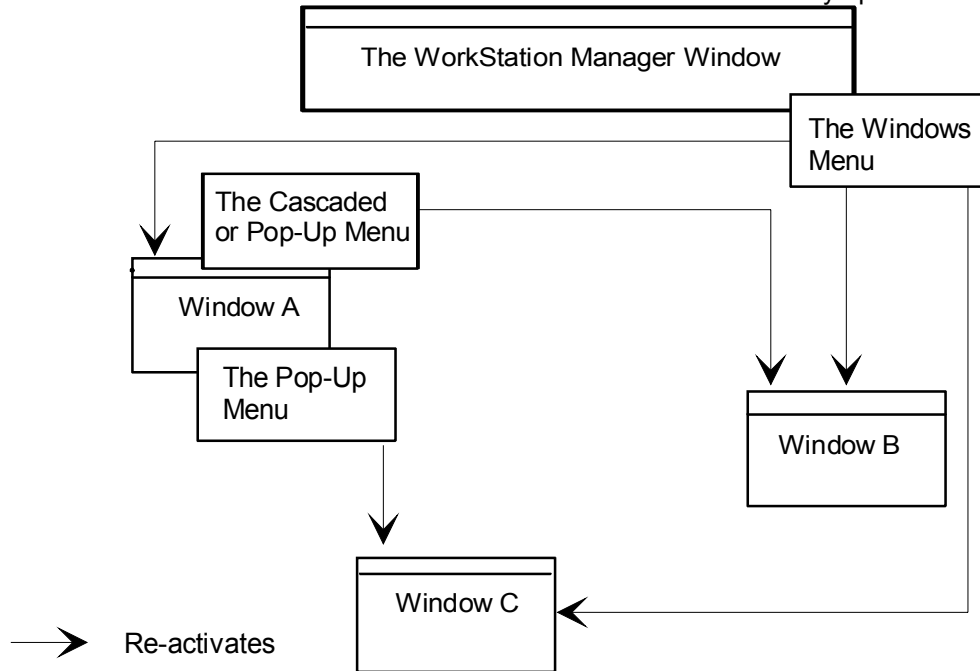 The WorkStation Manager Window
The Windows
Menu
The Cascaded
or Pop-Up Menu
Window A
The Pop-Up
Menu
Window B
Window C
Re-activates